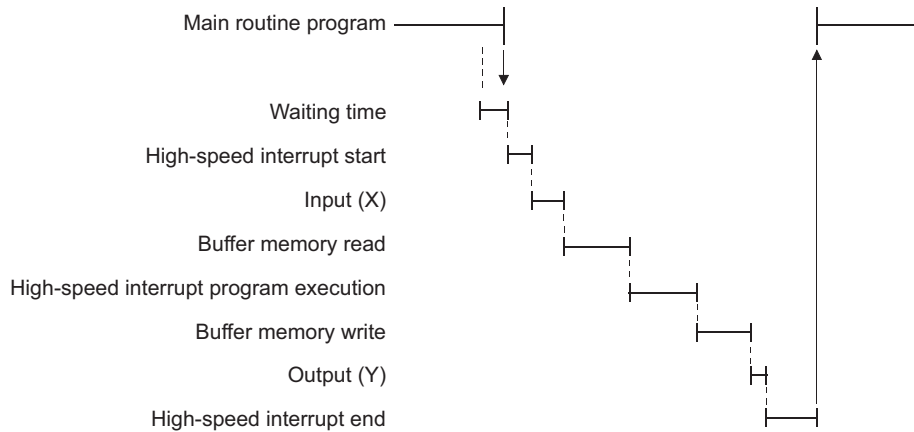 Main routine program
Waiting time
High-speed interrupt start
Input (X)
Buffer memory read
High-speed interrupt program execution
Buffer memory write
Output (Y)
High-speed interrupt end